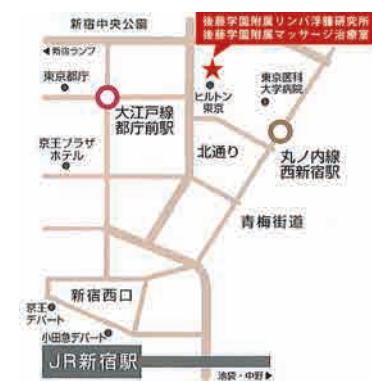 新宿中央公園
後藤学園附属リンパ浮腫研究所
後藤学園附属マッサージ治療室
新宿ランプ
東京都庁
ヒルトン
東京
東京医科
大学病院
大江戸線
都庁前駅
京王プラザ
ホテル
北通り
丸ノ内線
西新宿駅
青梅街道
新宿西口
京王
デパート
小田急デパート
JR新宿駅
池袋・中野